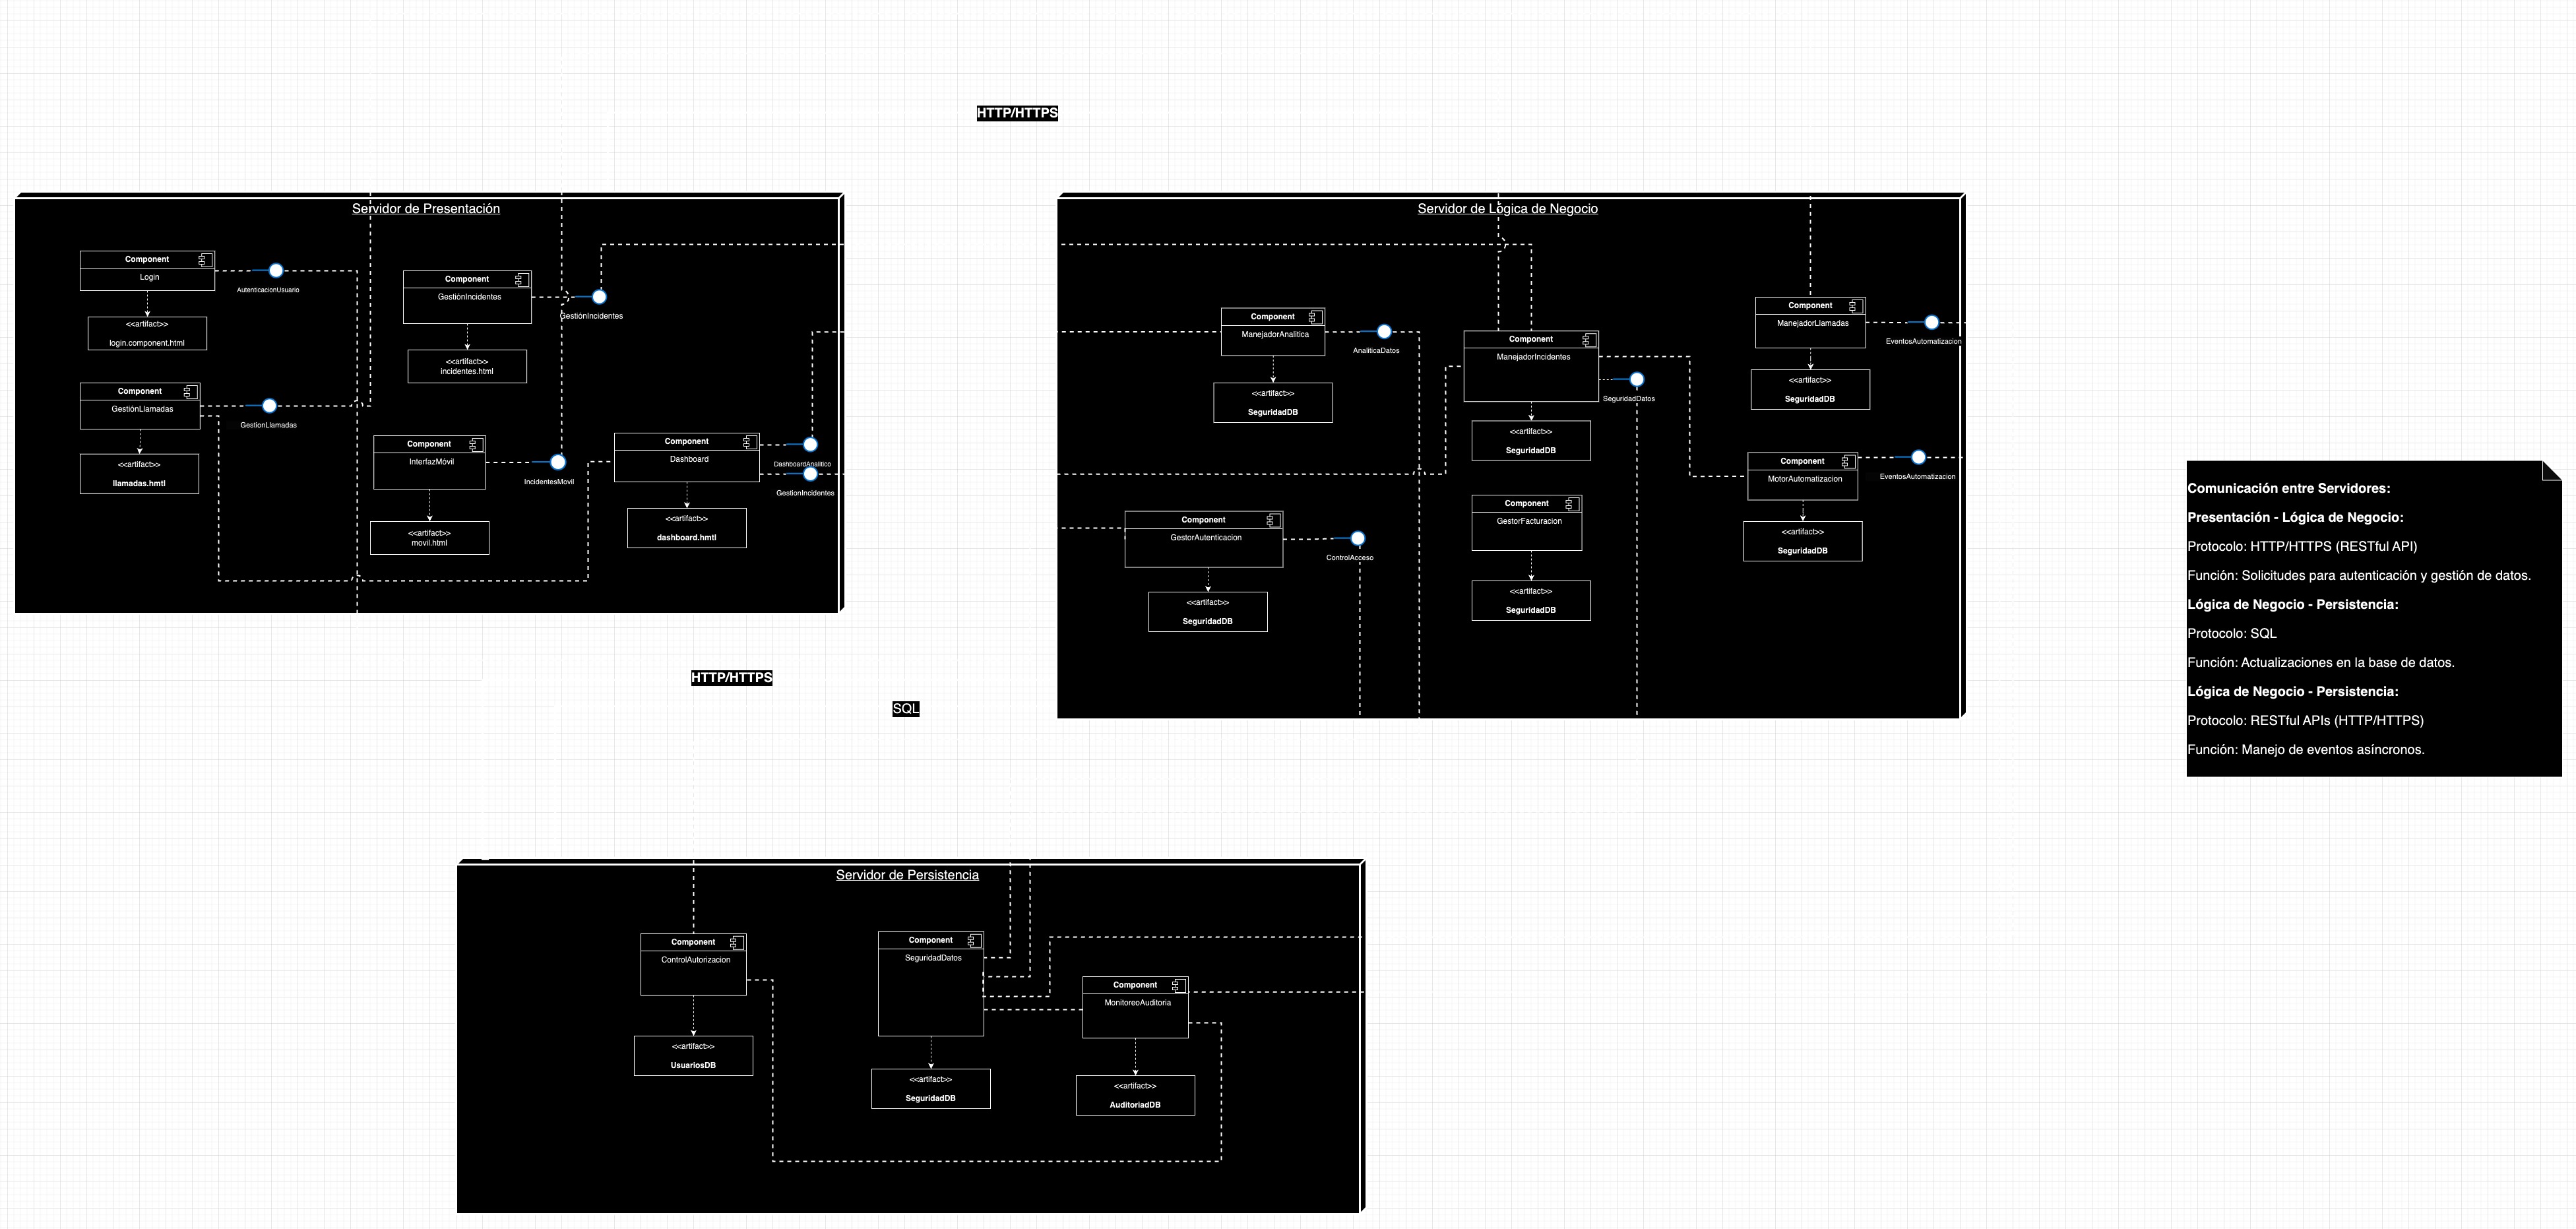 HTTP/HTTPS
Servidor de Presentación
Component
Login
AutenticacionUsuario
<<artifact>>
login.component.html
Component
GestiónIncidentes
GestiónIncidentes
<<artifact>>
incidentes.html
Component
GestiónLlamadas
GestionLlamadas
<<artifact>>
llamadas.hmtl
Component
InterfazMóvil
IncidentesMovil
<<artifact>>
movil.html
Component
Dashboard
DashboardAnalitico
GestionIncidentes
<<artifact>>
dashboard.hmtl
Servidor de Lógica de Negocio
Component
ManejadorAnalitica
AnaliticaDatos
<<artifact>>
SeguridadDB
Component
ManejadorIncidentes
SeguridadDatos
<<artifact>>
SeguridadDB
Component
ManejadorLlamadas
EventosAutomatizacion
<<artifact>>
SeguridadDB
Component
MotorAutomatizacion
EventosAutomatizacion
<<artifact>>
SeguridadDB
Component
GestorFacturacion
<<artifact>>
SeguridadDB
Component
GestorAutenticacion
ControlAcceso
<<artifact>>
SeguridadDB
Comunicación entre Servidores:
Presentación - Lógica de Negocio:
Protocolo: HTTP/HTTPS (RESTful API)
Función: Solicitudes para autenticación y gestión de datos.
Lógica de Negocio - Persistencia:
Protocolo: SQL
Función: Actualizaciones en la base de datos.
Lógica de Negocio - Persistencia:
Protocolo: RESTful APIs (HTTP/HTTPS)
Función: Manejo de eventos asíncronos.
HTTP/HTTPS
SQL
Servidor de Persistencia
Component
ControlAutorizacion
<<artifact>>
UsuariosDB
Component
SeguridadDatos
<<artifact>>
SeguridadDB
Component
MonitoreoAuditoria
<<artifact>>
AuditoriadDB